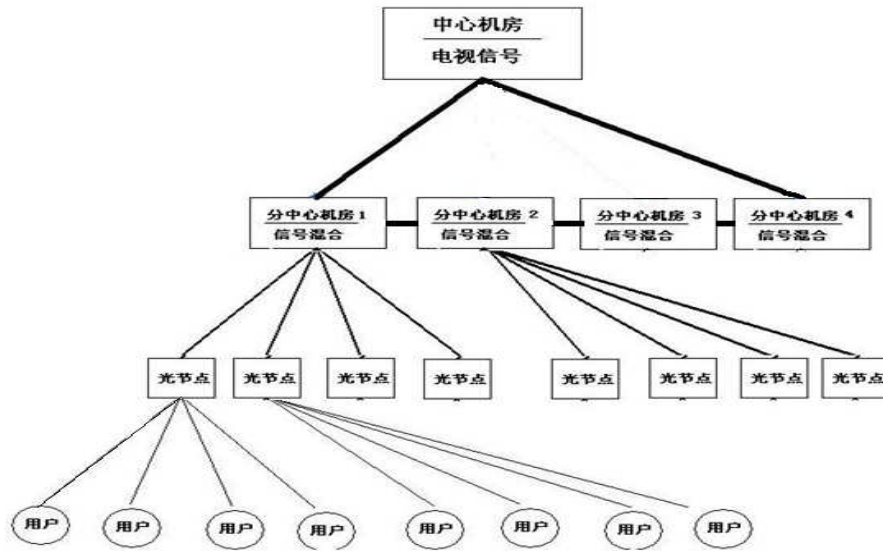 中心机房
电视信号
分中心机房1
信号混合
分中心机房2
信号混合
分中心机房3
信号混合
分中心机房4
信号混合
光节点
光节点
光节点
光节点
光节点
光节点
光节点
光节点
用户
用户
用户
用户
用户
用户
用户
用户